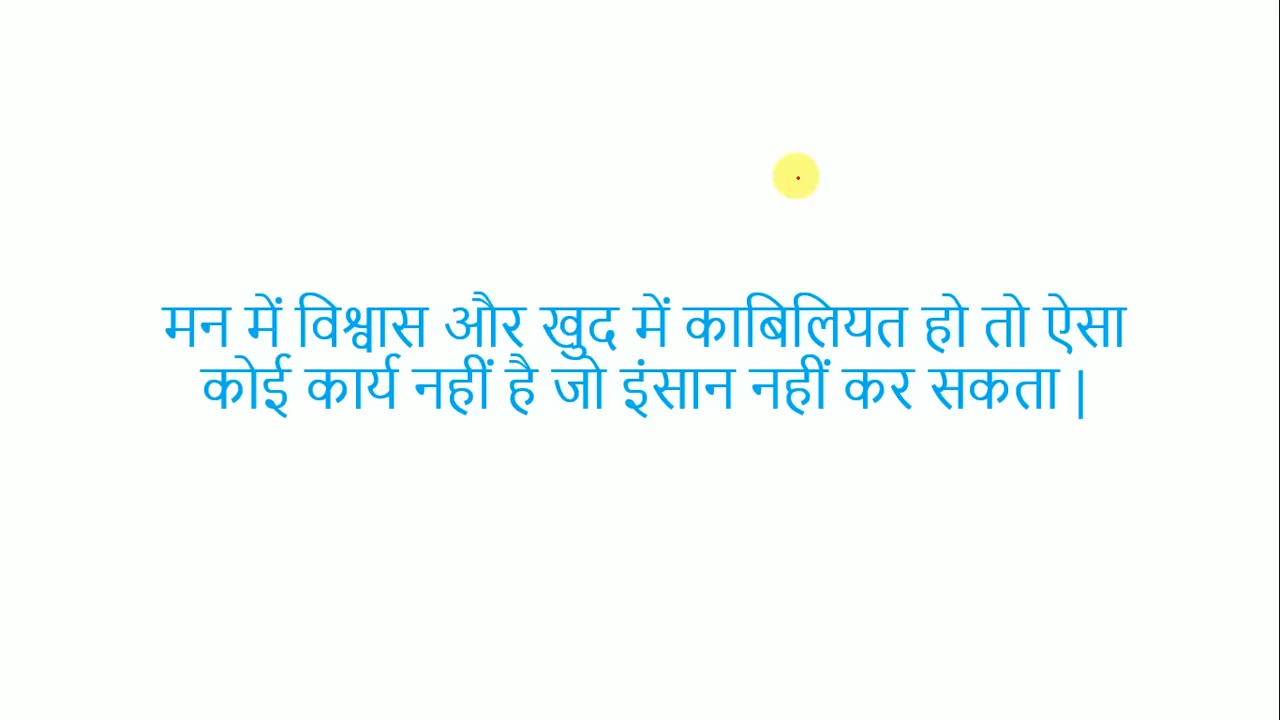 मन में विश्वास और खुद में काबिलियत हो तो ऐसा
कोई कार्य नहीं है जो इंसान नहीं कर सकता |